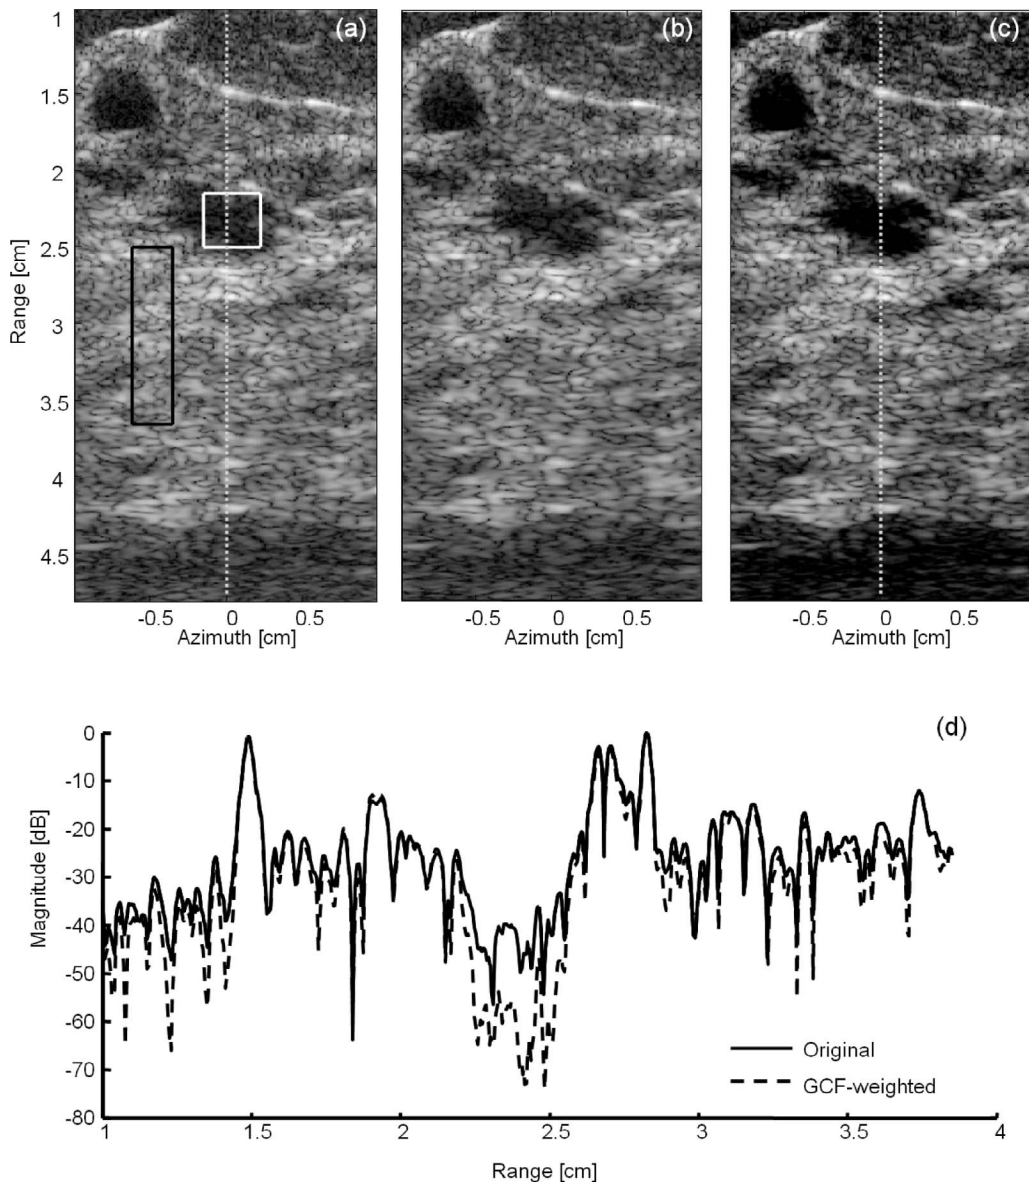 (a)
(b)
(c)
1
1.5
2
2.5
3
3.5
4
4.5
Range [cm]
-0.5 0 0.5
Azimuth [cm]
-0.5 0 0.5
Azimuth [cm]
-0.5 0 0.5
Azimuth [cm]
(d)
0
-10
-20
-30
-40
-50
-60
-70
-80
Magnitude [dB]
Original
GCF-weighted
1 1.5 2 2.5 3 3.5 4
Range [cm]